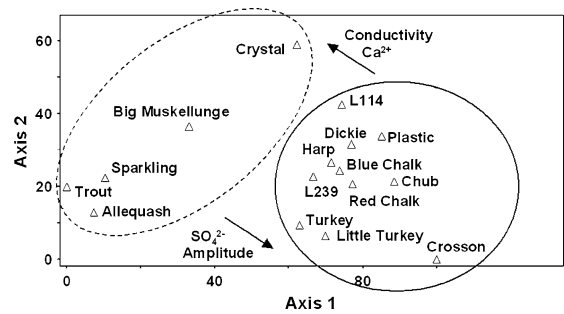 60
40
20
0
Axis 2
Crystal
Conductivity
Ca²⁺
Big Muskellunge
L114
Dickie
Plastic
Harp
Blue Chalk
Sparkling
L239
Chub
Trout
Red Chalk
Allequash
Turkey
SO₄²⁻
Amplitude
Little Turkey
Crosson
0
40
80
Axis 1